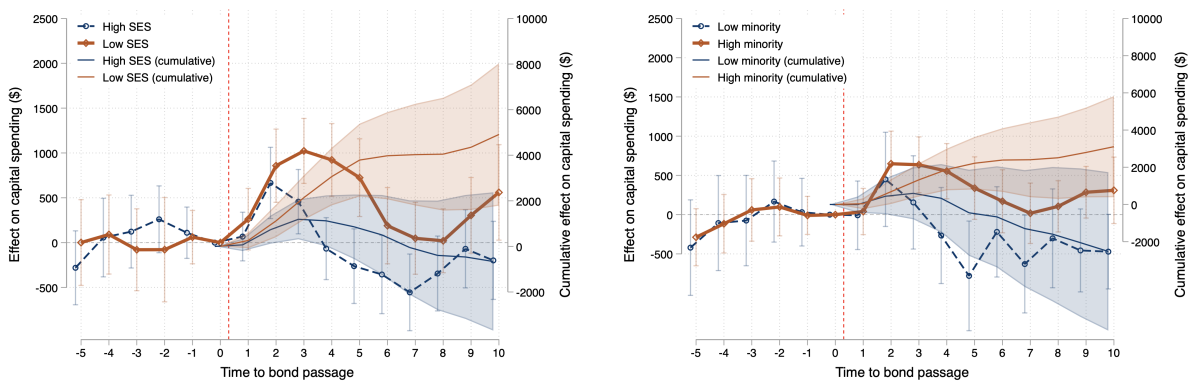 Effect on capital spending ($)
2500
2000
1500
1000
500
0
-500
10000
8000
6000
4000
2000
0
-2000
Cumulative effect on capital spending ($)
High SES
Low SES
High SES (cumulative)
Low SES (cumulative)
-5 -4 -3 -2 -1 0 1 2 3 4 5 6 7 8 9 10
Time to bond passage
Effect on capital spending ($)
2500
2000
1500
1000
500
0
-500
10000
8000
6000
4000
2000
0
-2000
Cumulative effect on capital spending ($)
Low minority
High minority
Low minority (cumulative)
High minority (cumulative)
-5 -4 -3 -2 -1 0 1 2 3 4 5 6 7 8 9 10
Time to bond passage